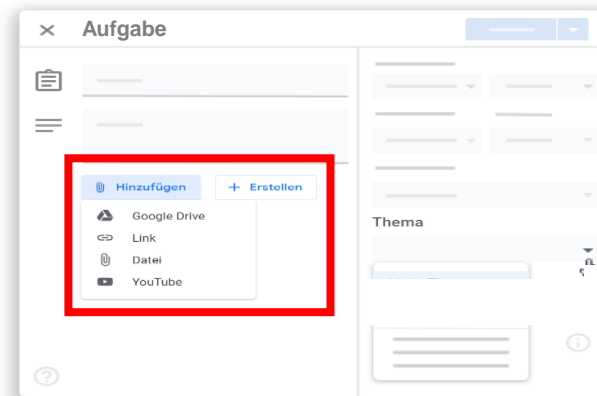 Aufgabe
Hinzufügen
Erstellen
Google Drive
Link
Datei
YouTube
Thema